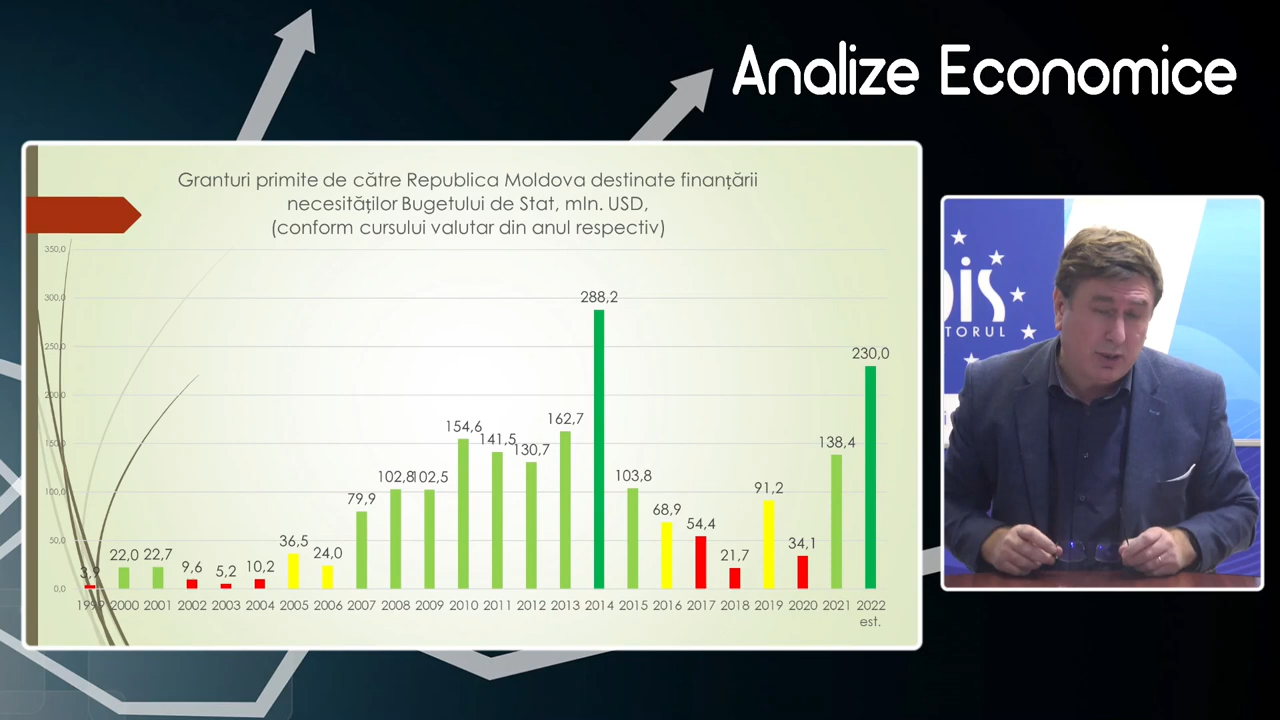 Analize Economice
Granturi primite de către Republica Moldova destinate finanțării
necesităților Bugetului de Stat, mln. USD,
(conform cursului valutar din anul respectiv)
350,0
300,0
250,0
200,0
150,0
100,0
50,0
0,0
3,9 22,0 22,7 9,6 5,2 10,2 36,5 24,0 79,9 102,8 102,5 154,6 141,5 130,7 162,7 288,2 103,8 68,9 54,4 21,7 91,2 34,1 138,4 230,0
1999 2000 2001 2002 2003 2004 2005 2006 2007 2008 2009 2010 2011 2012 2013 2014 2015 2016 2017 2018 2019 2020 2021 2022
est.